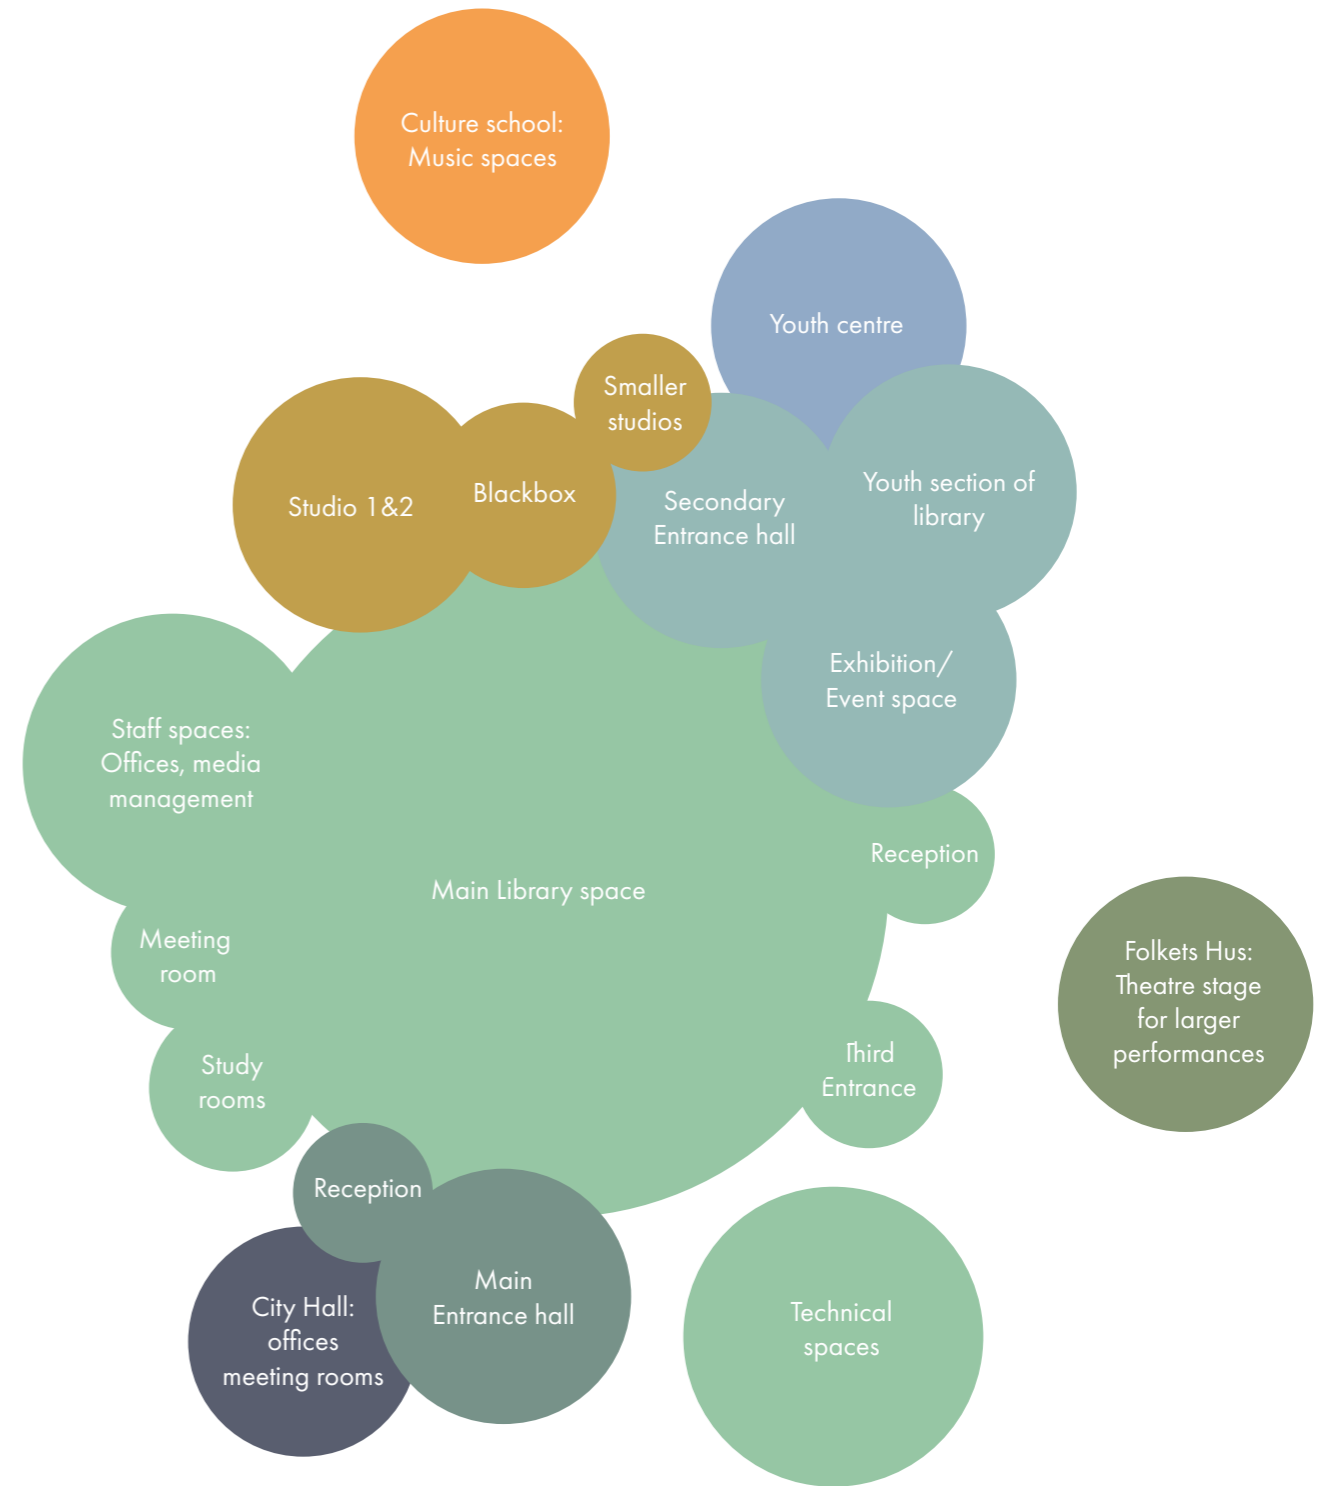 Culture school:
Music spaces
Youth centre
Smaller
studios
Studio 1&2
Blackbox
Secondary
Entrance hall
Youth section of
library
Exhibition/
Event space
Staff spaces:
Offices, media
management
Main Library space
Reception
Meeting
room
Folkets Hus:
Theatre stage
for larger
performances
Study
rooms
Third
Entrance
Reception
Main
Entrance hall
City Hall:
offices
meeting rooms
Technical
spaces